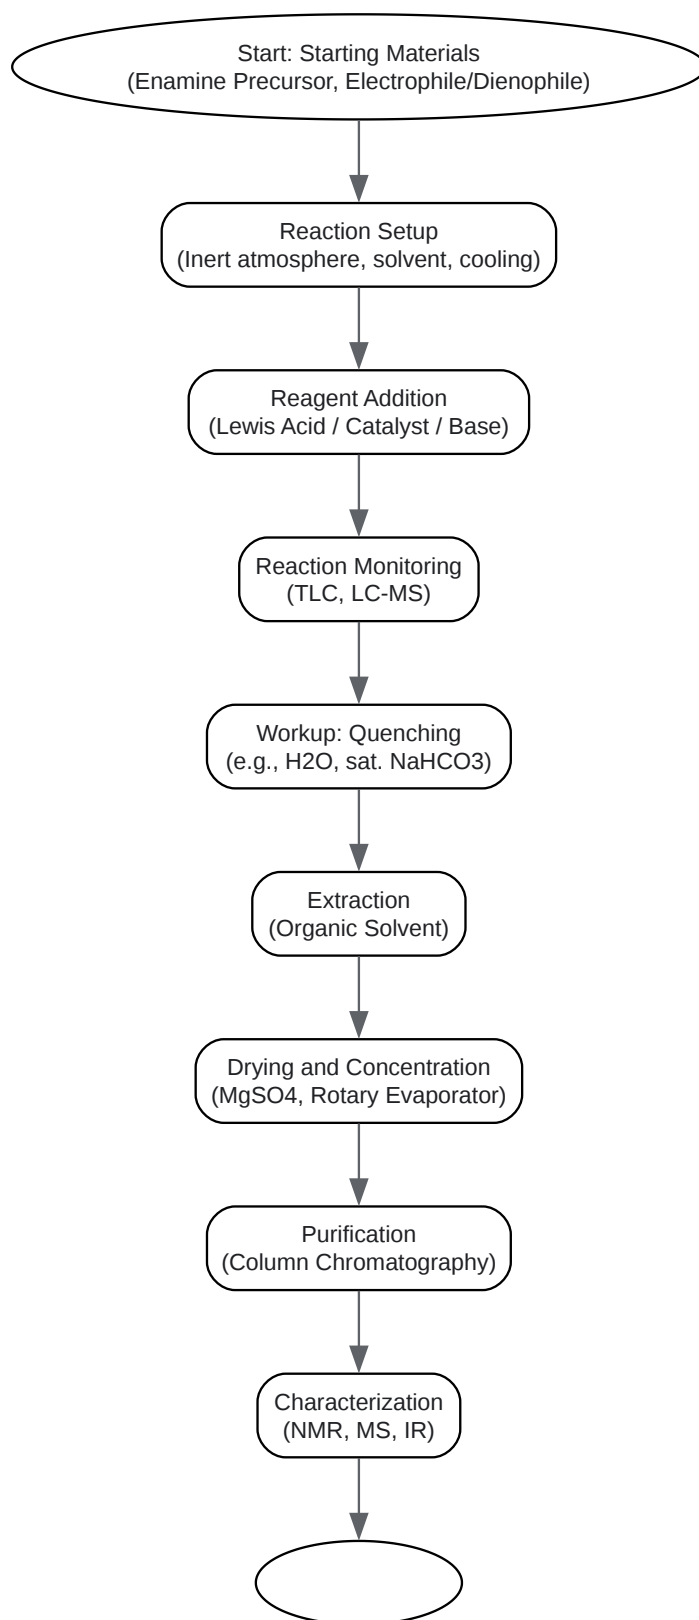 Start: Starting Materials
(Enamine Precursor, Electrophile/Dienophile)
Reaction Setup
(Inert atmosphere, solvent, cooling)
Reagent Addition
(Lewis Acid / Catalyst / Base)
Reaction Monitoring
(TLC, LC-MS)
Workup: Quenching
(e.g., H2O, sat. NaHCO3)
Extraction
(Organic Solvent)
Drying and Concentration
(MgSO4, Rotary Evaporator)
Purification
(Column Chromatography)
Characterization
(NMR, MS, IR)